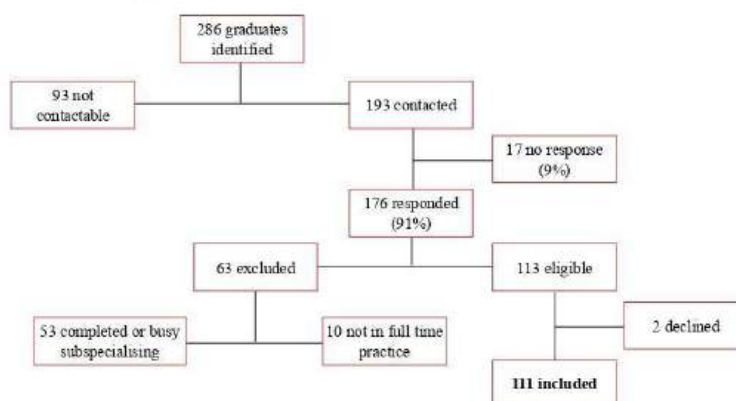 286 graduates
identified
93 not
contactable
193 contacted
17 no response
(9%)
176 responded
(91%)
63 excluded
113 eligible
53 completed or busy
subspecialising
10 not in full time
practice
2 declined
111 included